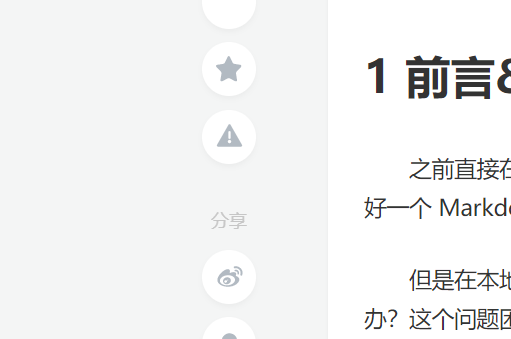 分享
1 前言&
之前直接在
好一个 Markdo
但是在本地
办？这个问题困